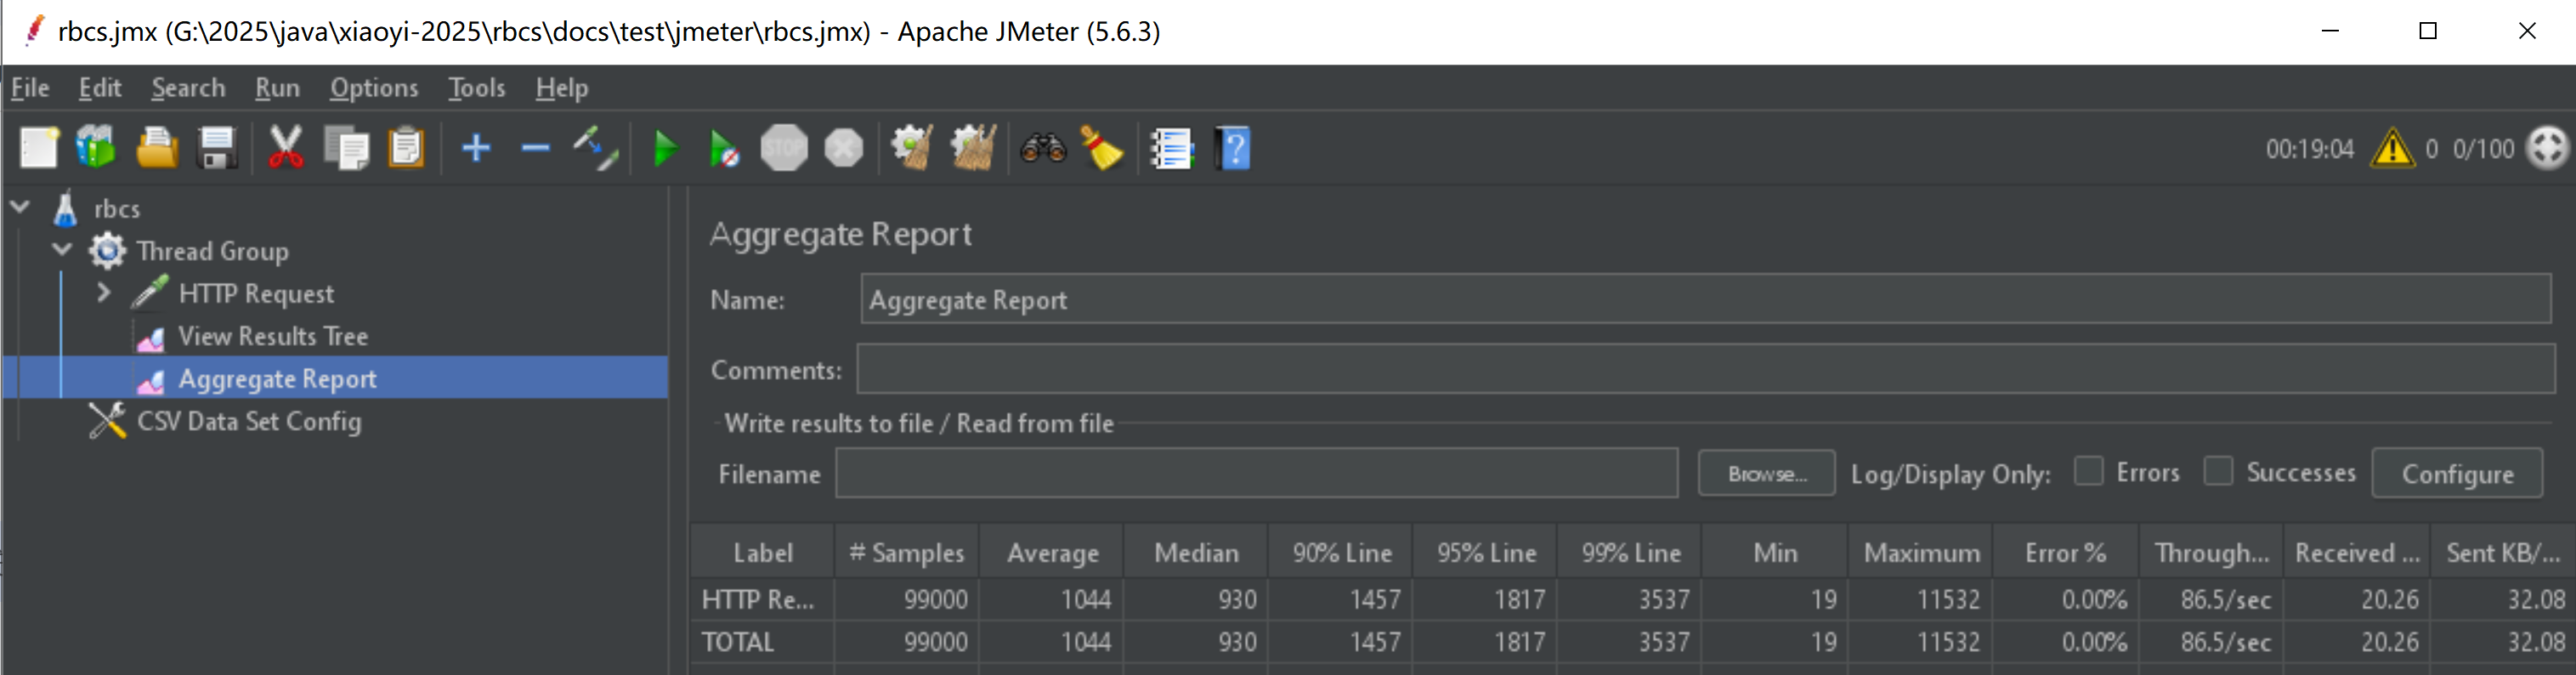 rbcs.jmx (G:\2025\java\xiaoyi-2025\rbcs\docs\test\jmeter\rbcs.jmx) - Apache JMeter (5.6.3)
File Edit Search Run Options Tools Help
STOP 00:19:04 0 0/100
rbcs
Thread Group
HTTP Request
View Results Tree
Aggregate Report
CSV Data Set Config
Aggregate Report
Name: Aggregate Report
Comments:
Write results to file / Read from file
Filename Browse... Log/Display Only: Errors Successes Configure
Label # Samples Average Median 90% Line 95% Line 99% Line Min Maximum Error % Through... Received ... Sent KB/...
HTTP Re... 99000 1044 930 1457 1817 3537 19 11532 0.00% 86.5/sec 20.26 32.08
TOTAL 99000 1044 930 1457 1817 3537 19 11532 0.00% 86.5/sec 20.26 32.08